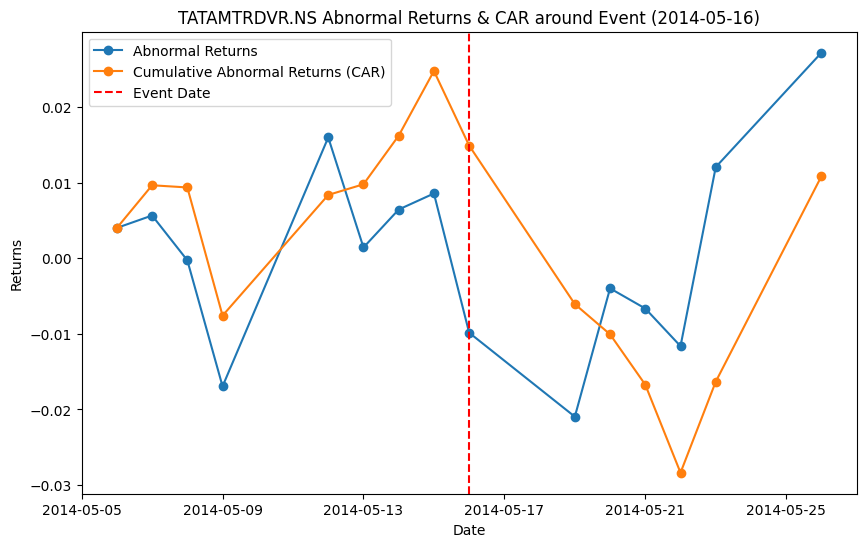 TATAMTRDVR.NS Abnormal Returns & CAR around Event (2014-05-16)
Abnormal Returns
Cumulative Abnormal Returns (CAR)
Event Date
Returns
0.02
0.01
0.00
−0.01
−0.02
−0.03
2014-05-05
2014-05-09
2014-05-13
2014-05-17
2014-05-21
2014-05-25
Date